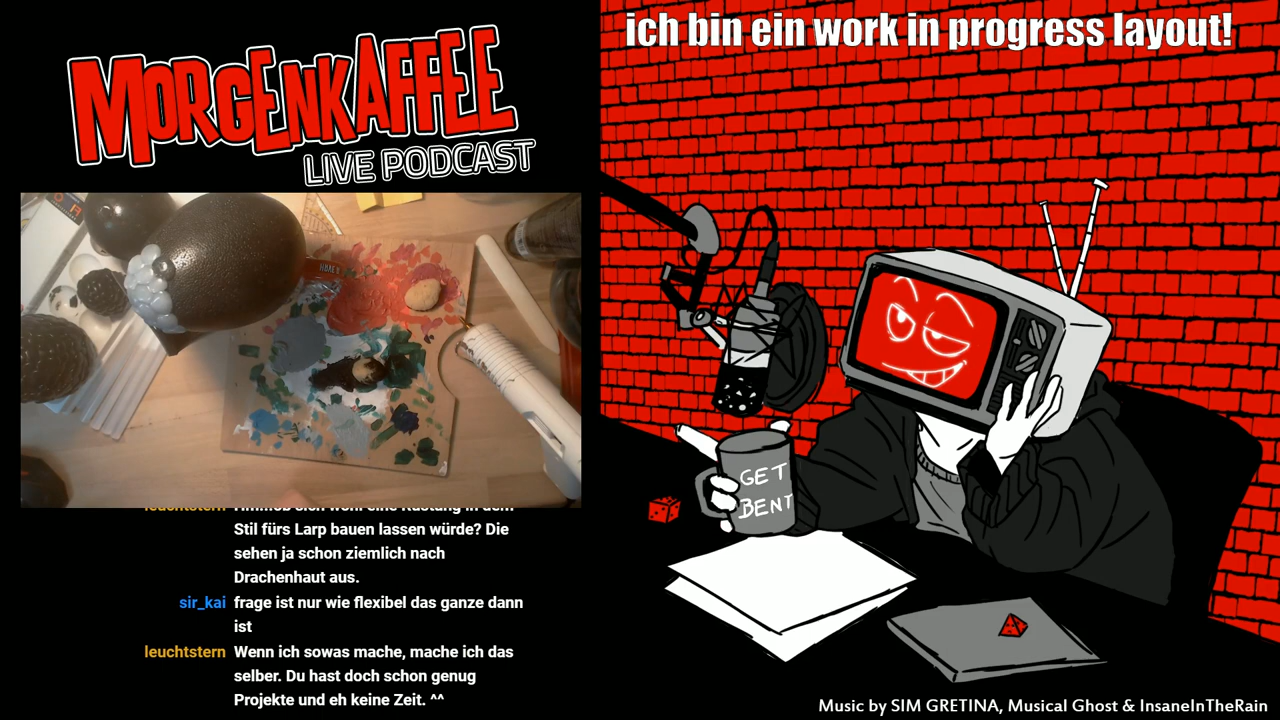 MORGENKAFFEE
LIVE PODCAST
ich bin ein work in progress layout!
GET
BENT
leuchtstern
Stil fürs Larp bauen lassen würde? Die
sehen ja schon ziemlich nach
Drachenhaut aus.
sir_kai frage ist nur wie flexibel das ganze dann
ist
leuchtstern Wenn ich sowas mache, mache ich das
selber. Du hast doch schon genug
Projekte und eh keine Zeit. ^^
Music by SIM GRETINA, Musical Ghost & InsaneInTheRain